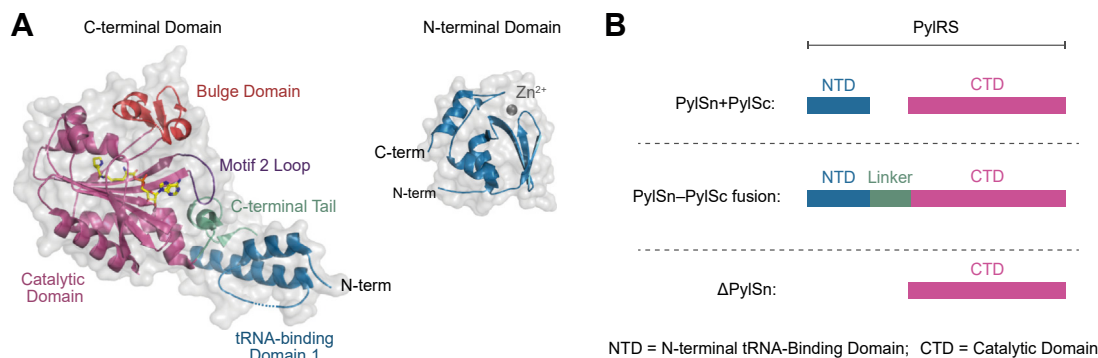 A
C-terminal Domain
Bulge Domain
Motif 2 Loop
C-terminal Tail
Catalytic
Domain
N-term
tRNA-binding
Domain 1
N-terminal Domain
Zn²⁺
C-term
N-term
B
PylRS
NTD
CTD
PylSn+PylSc:
NTD
Linker
CTD
PylSn–PylSc fusion:
CTD
ΔPylSn:
NTD = N-terminal tRNA-Binding Domain; CTD = Catalytic Domain